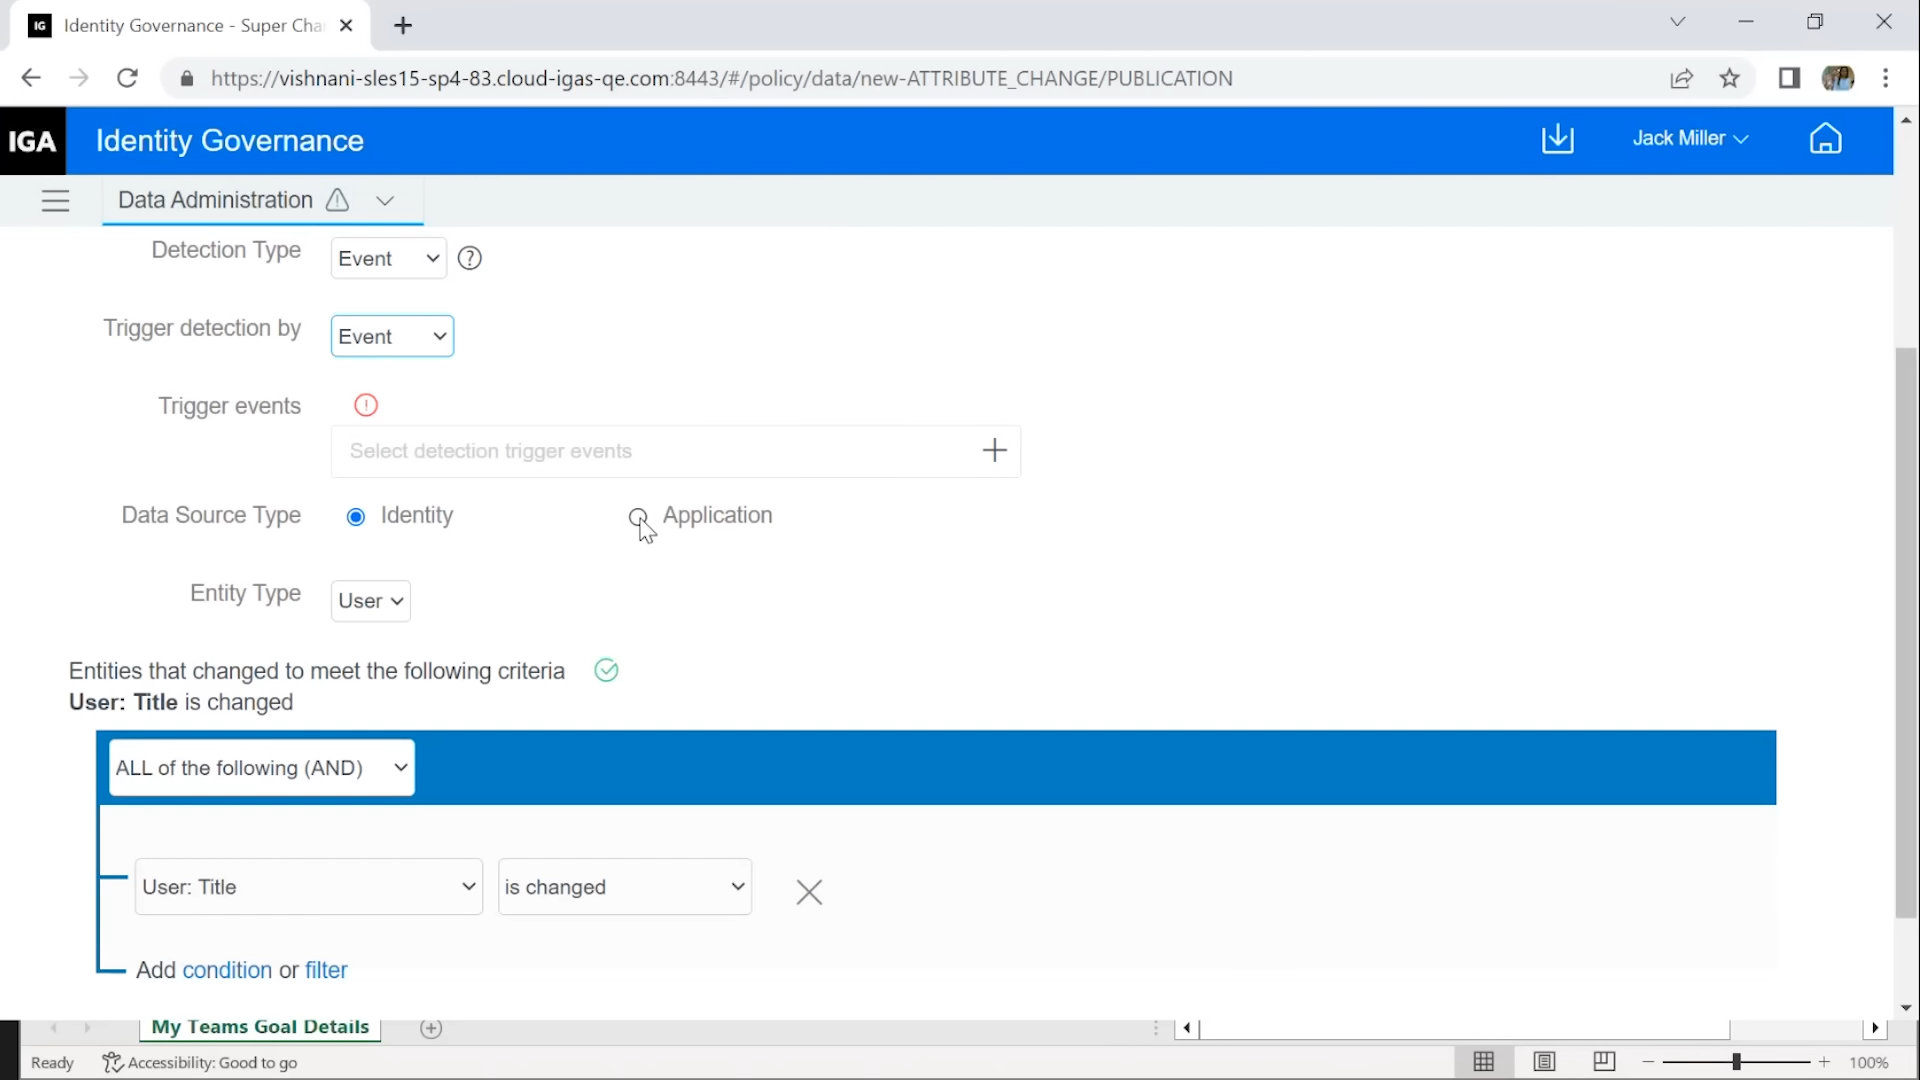 IG Identity Governance - Super Cha
https://vishnani-sles15-sp4-83.cloud-igas-qe.com:8443/#/policy/data/new-ATTRIBUTE_CHANGE/PUBLICATION
IGA Identity Governance Jack Miller
Data Administration
Detection Type Event
Trigger detection by Event
Trigger events
Select detection trigger events
Data Source Type Identity Application
Entity Type User
Entities that changed to meet the following criteria
User: Title is changed
ALL of the following (AND)
User: Title is changed
Add condition or filter
My Teams Goal Details
Ready Accessibility: Good to go 100%